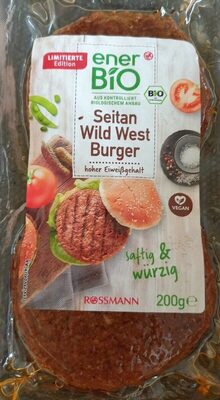 LIMITIERTE
Edition
ener
BiO
AUS KONTROLLIERT
BIOLOGISCHEM ANBAU
BIO
Seitan
Wild West
Burger
hoher Eiweißgehalt
VEGAN
saftig &
würzig
ROSSMANN
200g e